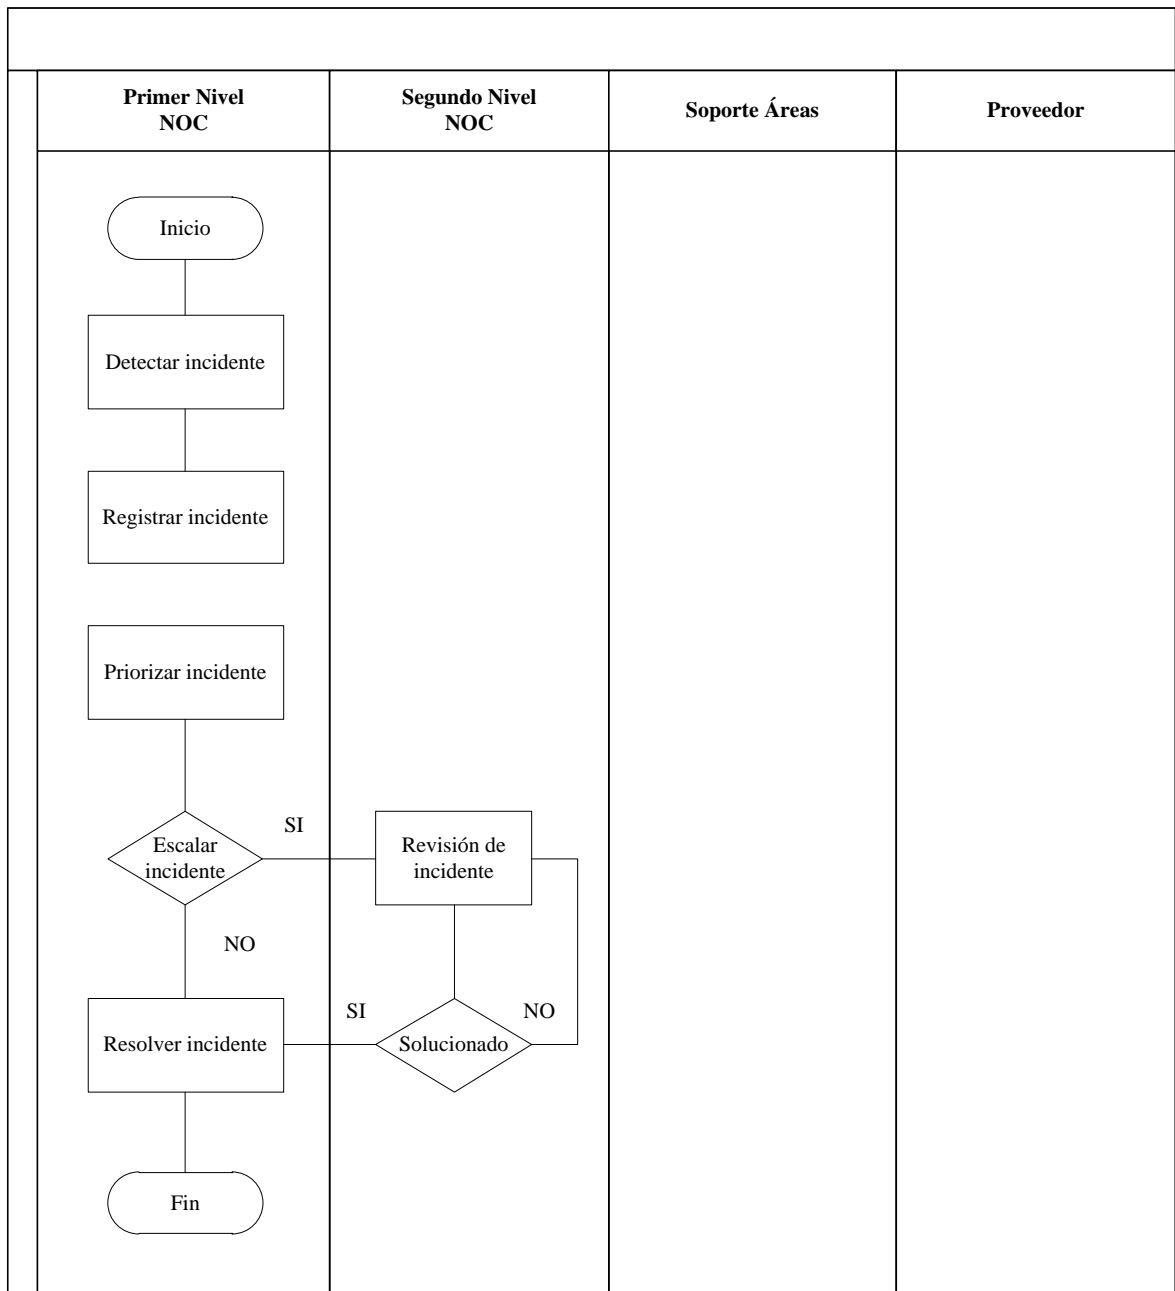 Primer Nivel
NOC
Segundo Nivel
NOC
Soporte Áreas
Proveedor
Inicio
Detectar incidente
Registrar incidente
Priorizar incidente
Escalar
incidente
SI
Revisión de
incidente
NO
Resolver incidente
SI
Solucionado
NO
Fin